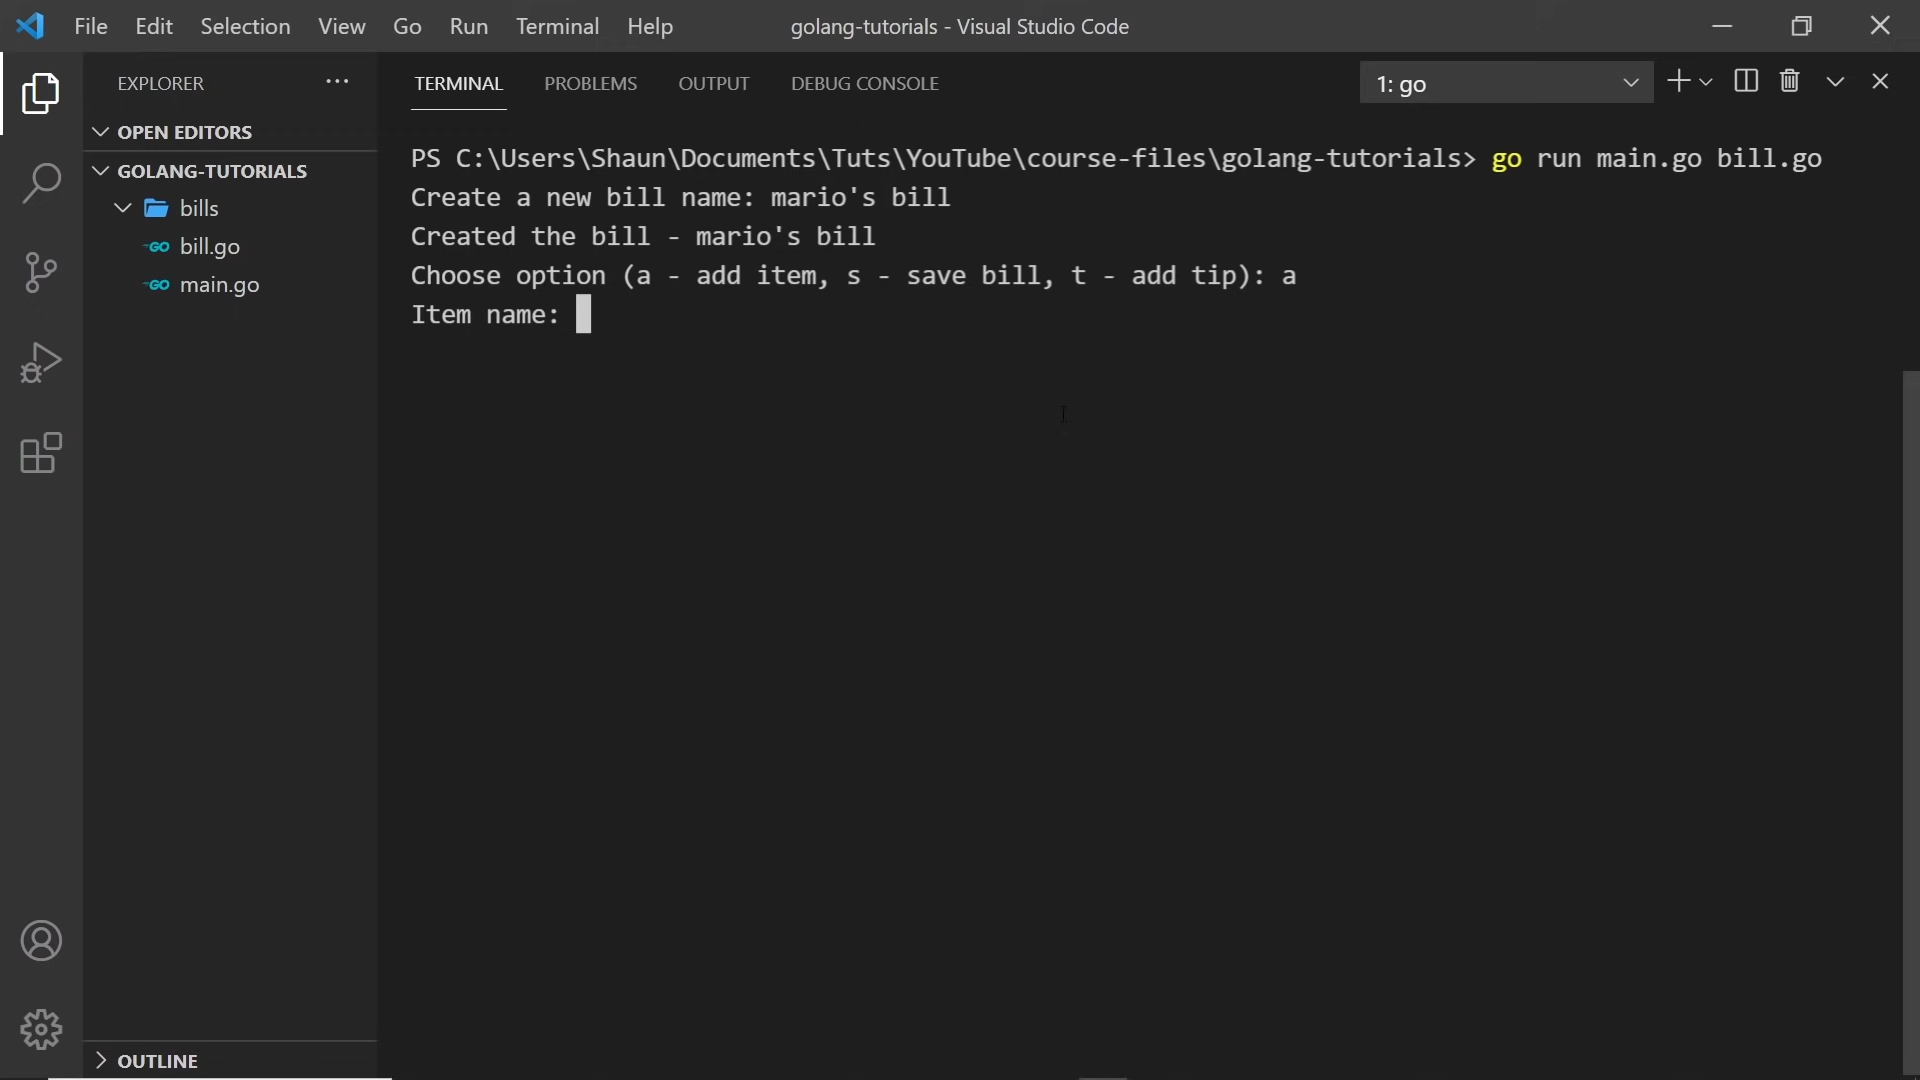 File Edit Selection View Go Run Terminal Help golang-tutorials - Visual Studio Code
EXPLORER ··· TERMINAL PROBLEMS OUTPUT DEBUG CONSOLE 1: go
OPEN EDITORS
GOLANG-TUTORIALS
bills
GO bill.go
GO main.go
PS C:\Users\Shaun\Documents\Tuts\YouTube\course-files\golang-tutorials> go run main.go bill.go
Create a new bill name: mario's bill
Created the bill - mario's bill
Choose option (a - add item, s - save bill, t - add tip): a
Item name:
OUTLINE